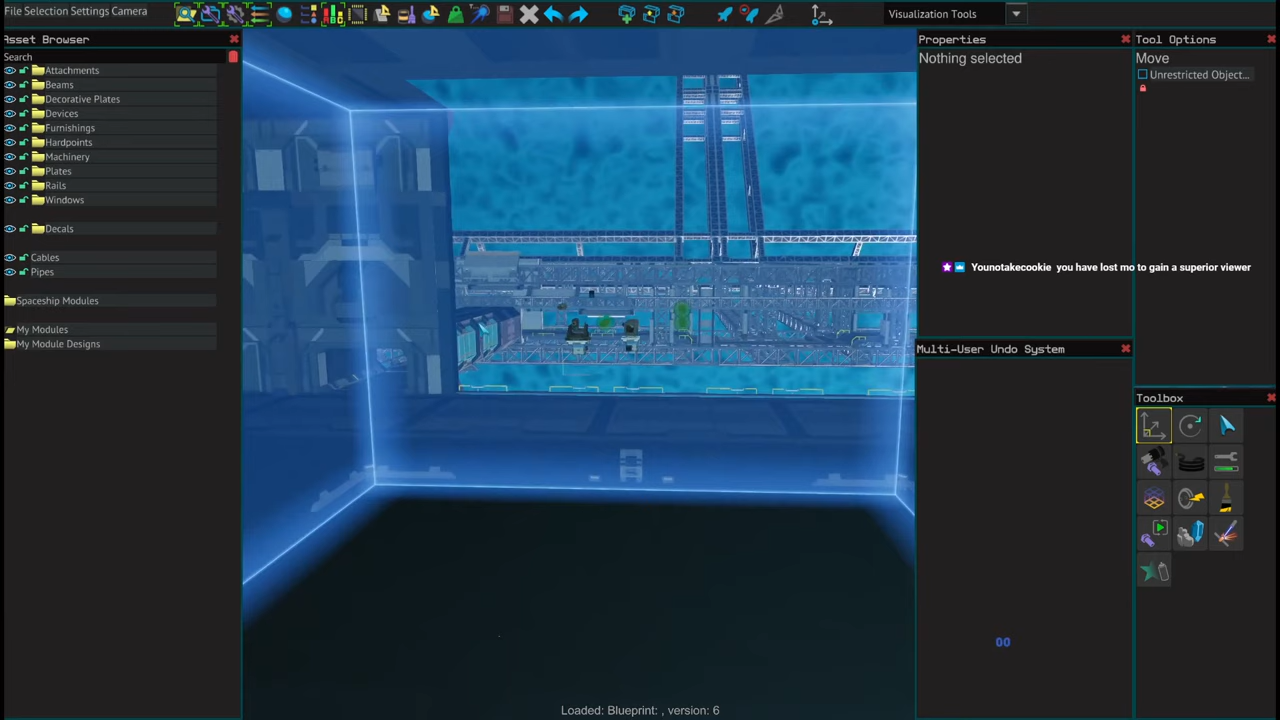 File Selection Settings Camera
Visualization Tools
Asset Browser
Search
Attachments
Beams
Decorative Plates
Devices
Furnishings
Hardpoints
Machinery
Plates
Rails
Windows
Decals
Cables
Pipes
Spaceship Modules
My Modules
My Module Designs
Properties
Nothing selected
Tool Options
Move
Unrestricted Object...
Younotakecookie you have lost mo to gain a superior viewer
Multi-User Undo System
Toolbox
Loaded: Blueprint: , version: 6